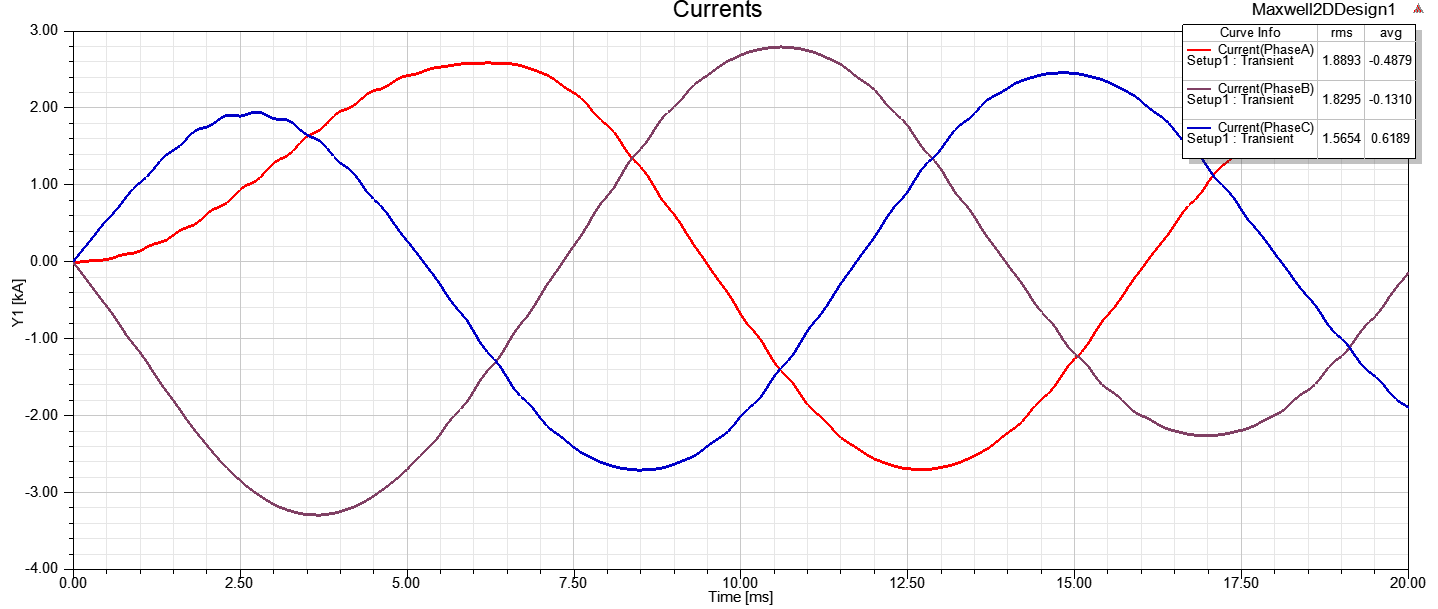 Currents
Maxwell2DDesign1
Curve Info rms avg
Current(PhaseA)
Setup1 : Transient 1.8893 -0.4879
Current(PhaseB)
Setup1 : Transient 1.8295 -0.1310
Current(PhaseC)
Setup1 : Transient 1.5654 0.6189
3.00
2.00
1.00
0.00
-1.00
-2.00
-3.00
-4.00
Y1 [kA]
0.00 2.50 5.00 7.50 10.00 12.50 15.00 17.50 20.00
Time [ms]